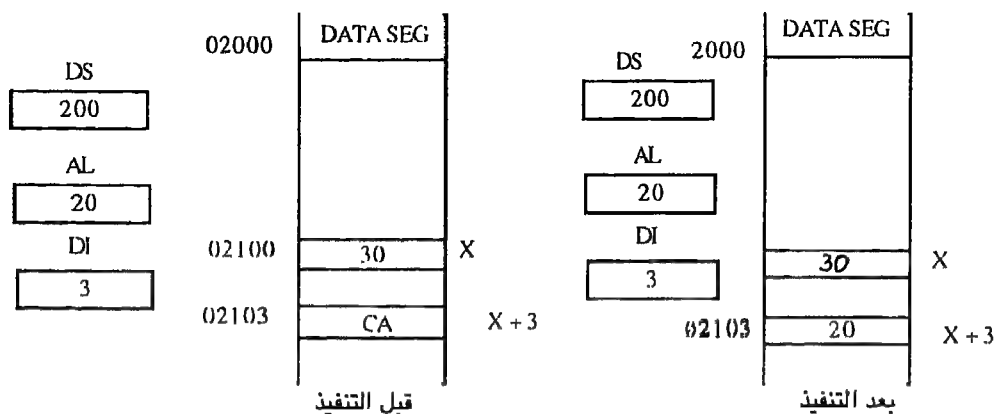 02000
DATA SEG
DS
200
AL
20
DI
3
02100
30
X
02103
CA
X + 3
قبل التنفيذ
2000
DATA SEG
DS
200
AL
20
DI
3
30
X
02103
20
X + 3
بعد التنفيذ